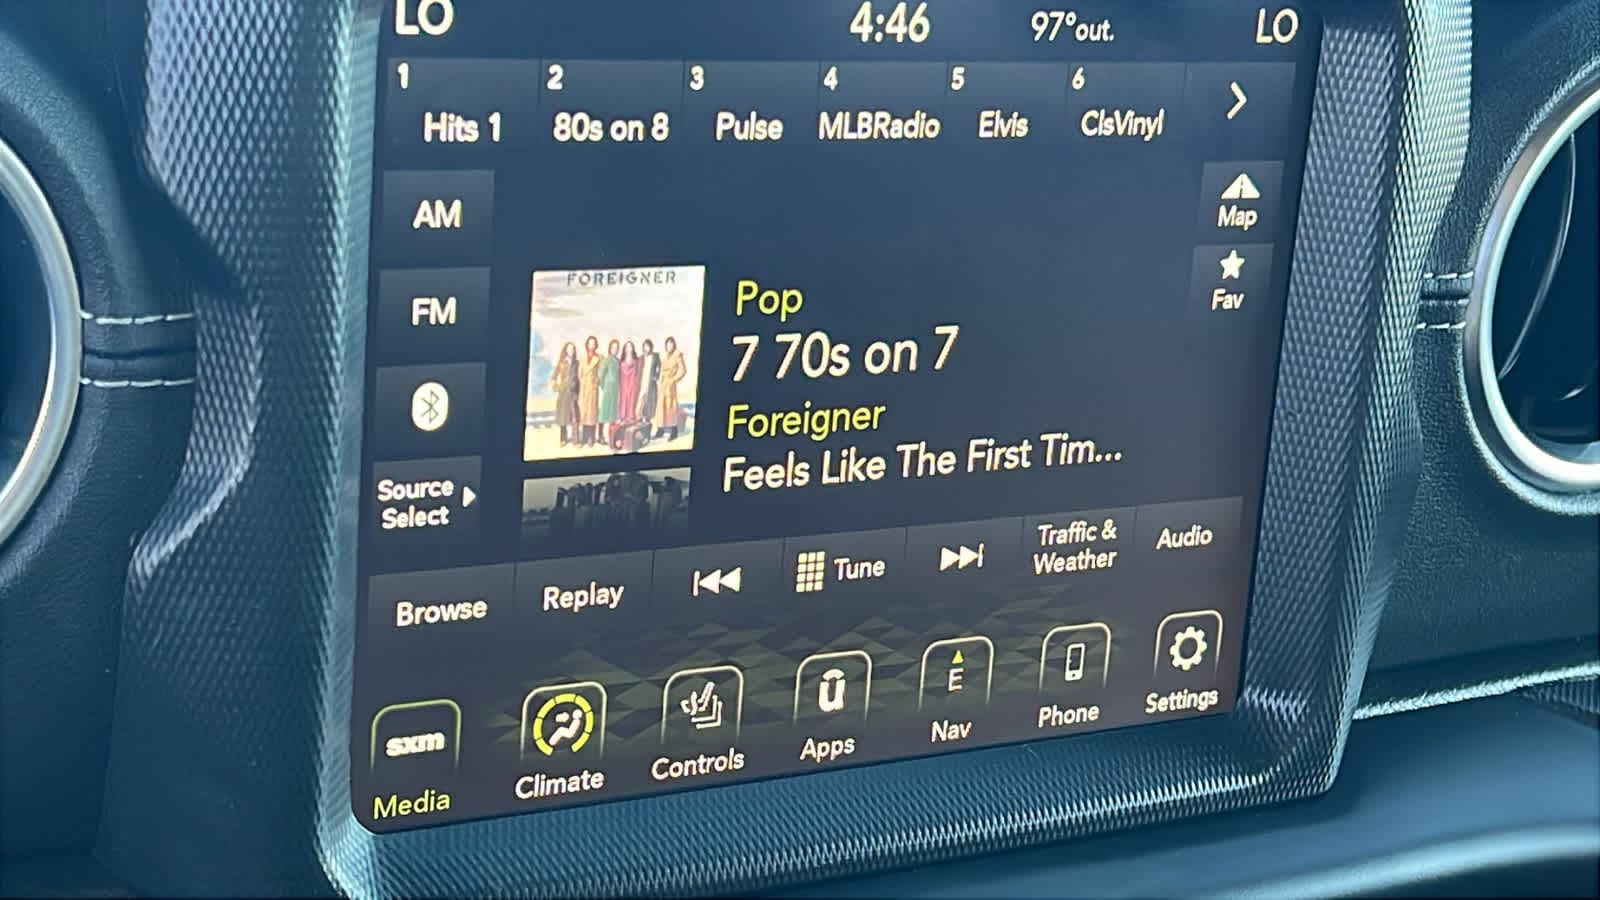 LO 4:46 97°out. LO
1 2 3 4 5 6
Hits 1 80s on 8 Pulse MLBRadio Elvis ClsVinyl
AM
Map
FM
Fav
FOREIGNER
Pop
7 70s on 7
Foreigner
Feels Like The First Tim...
Source
Select
Browse Replay Tune
Traffic &
Weather
Audio
sxm
E
Media Climate Controls Apps Nav Phone Settings